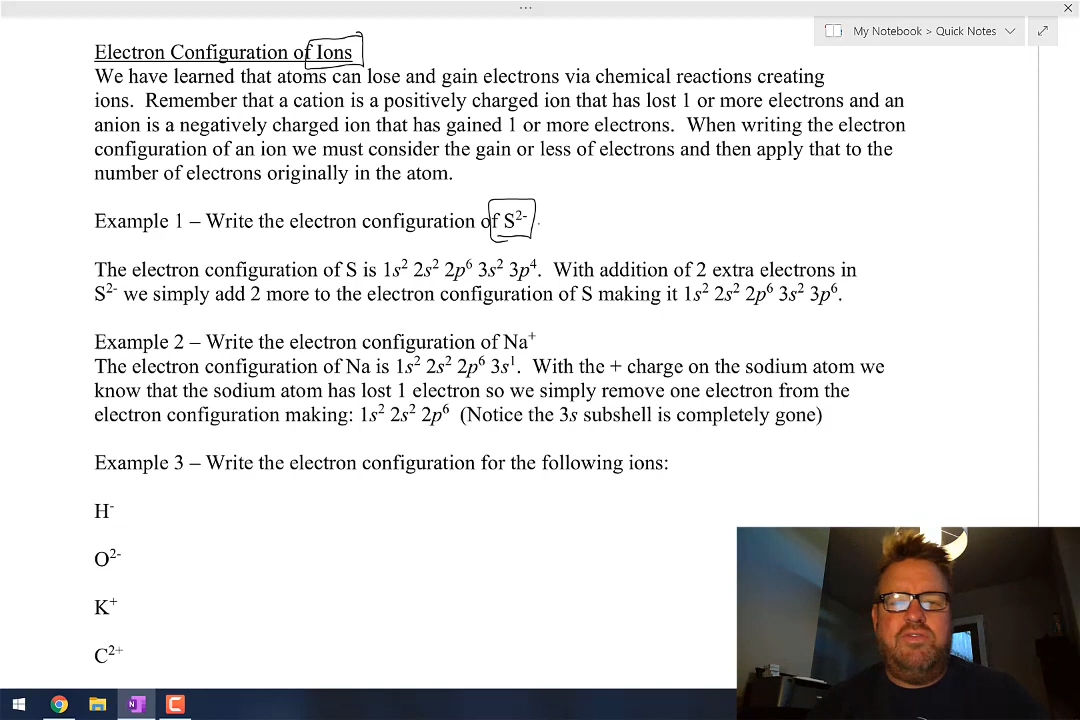 My Notebook > Quick Notes
Electron Configuration of Ions
We have learned that atoms can lose and gain electrons via chemical reactions creating
ions. Remember that a cation is a positively charged ion that has lost 1 or more electrons and an
anion is a negatively charged ion that has gained 1 or more electrons. When writing the electron
configuration of an ion we must consider the gain or less of electrons and then apply that to the
number of electrons originally in the atom.
Example 1 – Write the electron configuration of S²⁻
The electron configuration of S is 1s² 2s² 2p⁶ 3s² 3p⁴. With addition of 2 extra electrons in
S²⁻ we simply add 2 more to the electron configuration of S making it 1s² 2s² 2p⁶ 3s² 3p⁶.
Example 2 – Write the electron configuration of Na⁺
The electron configuration of Na is 1s² 2s² 2p⁶ 3s¹. With the + charge on the sodium atom we
know that the sodium atom has lost 1 electron so we simply remove one electron from the
electron configuration making: 1s² 2s² 2p⁶ (Notice the 3s subshell is completely gone)
Example 3 – Write the electron configuration for the following ions:
H⁻
O²⁻
K⁺
C²⁺